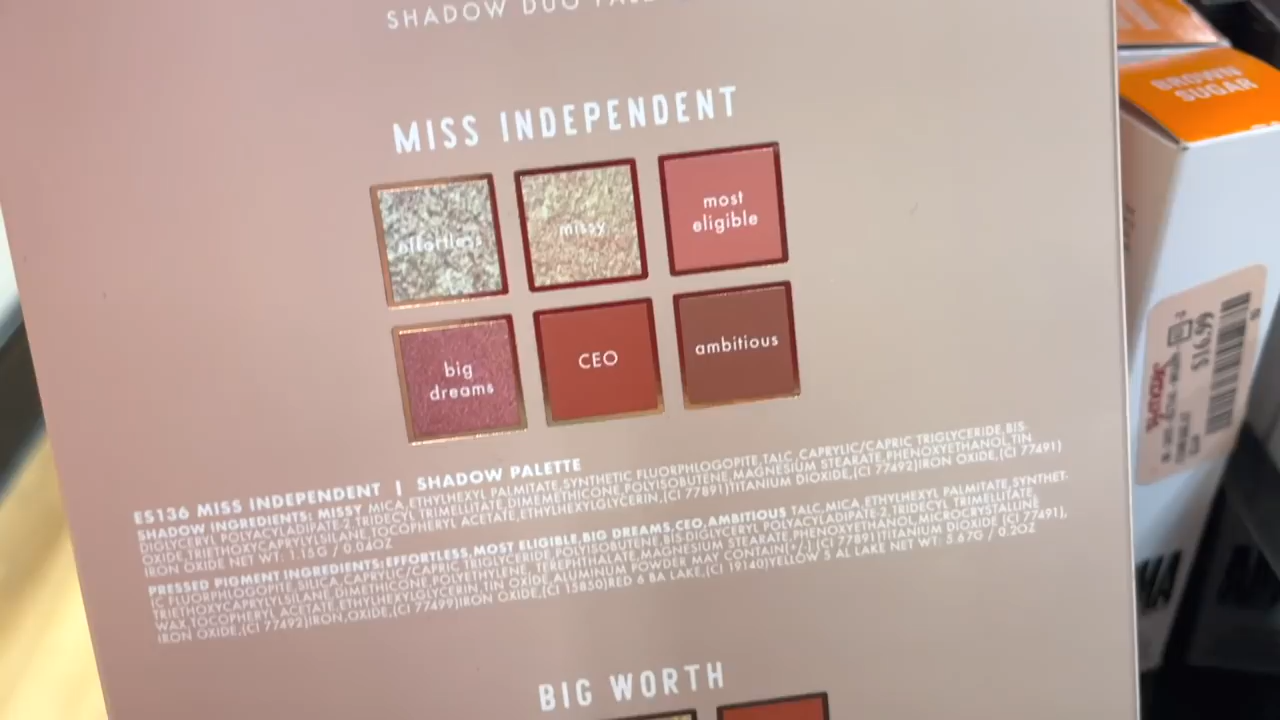 SHADOW DUO
MISS INDEPENDENT
effortless
missy
most
eligible
big
dreams
CEO
ambitious
ES136 MISS INDEPENDENT | SHADOW PALETTE
SHADOW INGREDIENTS: MISSY MICA, ETHYLHEXYL PALMITATE, SYNTHETIC FLUORPHLOGOPITE, TALC, CAPRYLIC/CAPRIC TRIGLYCERIDE, BIS-
DIGLYCERYL POLYACYLADIPATE-2, TRIDECYL TRIMELLITATE, DIMEMETHICONE, POLYISOBUTENE, MAGNESIUM STEARATE, PHENOXYETHANOL, TIN
OXIDE, TRIETHOXYCAPRYLYLSILANE, TOCOPHERYL ACETATE, ETHYLHEXYLGLYCERIN, (CI 77891)TITANIUM DIOXIDE, (CI 77492)IRON OXIDE, (CI 77491)
IRON OXIDE NET WT. 1.15G / 0.04OZ
PRESSED PIGMENT INGREDIENTS: EFFORTLESS, MOST ELIGIBLE, BIG DREAMS, CEO, AMBITIOUS TALC, MICA, ETHYLHEXYL PALMITATE, SYNTHET-
IC FLUORPHLOGOPITE, SILICA, CAPRYLIC/CAPRIC TRIGLYCERIDE, POLYISOBUTENE, BIS-DIGLYCERYL POLYACYLADIPATE-2, TRIDECYL TRIMELLITATE,
TRIETHOXYCAPRYLYLSILANE, DIMETHICONE, POLYETHYLENE, TEREPHTHALATE, MAGNESIUM STEARATE, PHENOXYETHANOL, MICROCRYSTALLINE
WAX, TOCOPHERYL ACETATE, ETHYLHEXYLGLYCERIN, TIN OXIDE, ALUMINUM POWDER MAY CONTAIN[+/-] (CI 77891)TITANIUM DIOXIDE (CI 77491),
IRON OXIDE, (CI 77492)IRON, OXIDE, (CI 77499)IRON OXIDE, (CI 15850)RED 6 BA LAKE, (CI 19140)YELLOW 5 AL LAKE NET WT: 5.67G / 0.2OZ
BIG WORTH
BROWN
SUGAR
$16.99